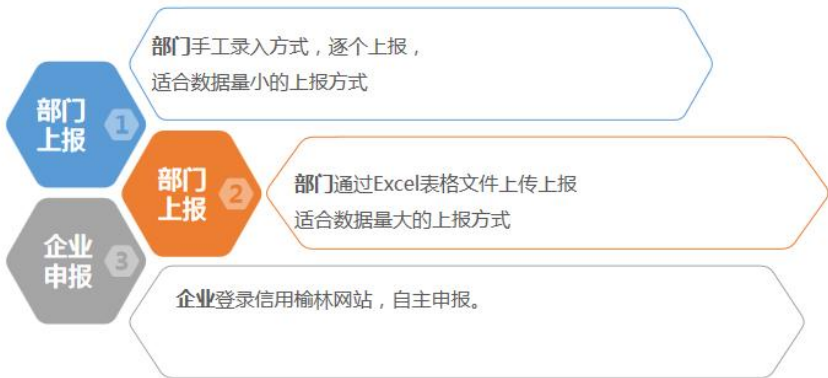 部门手工录入方式，逐个上报，
适合数据量小的上报方式
部门
上报
1
部门
上报
2
部门通过Excel表格文件上传上报
适合数据量大的上报方式
企业
申报
3
企业登录信用榆林网站，自主申报。